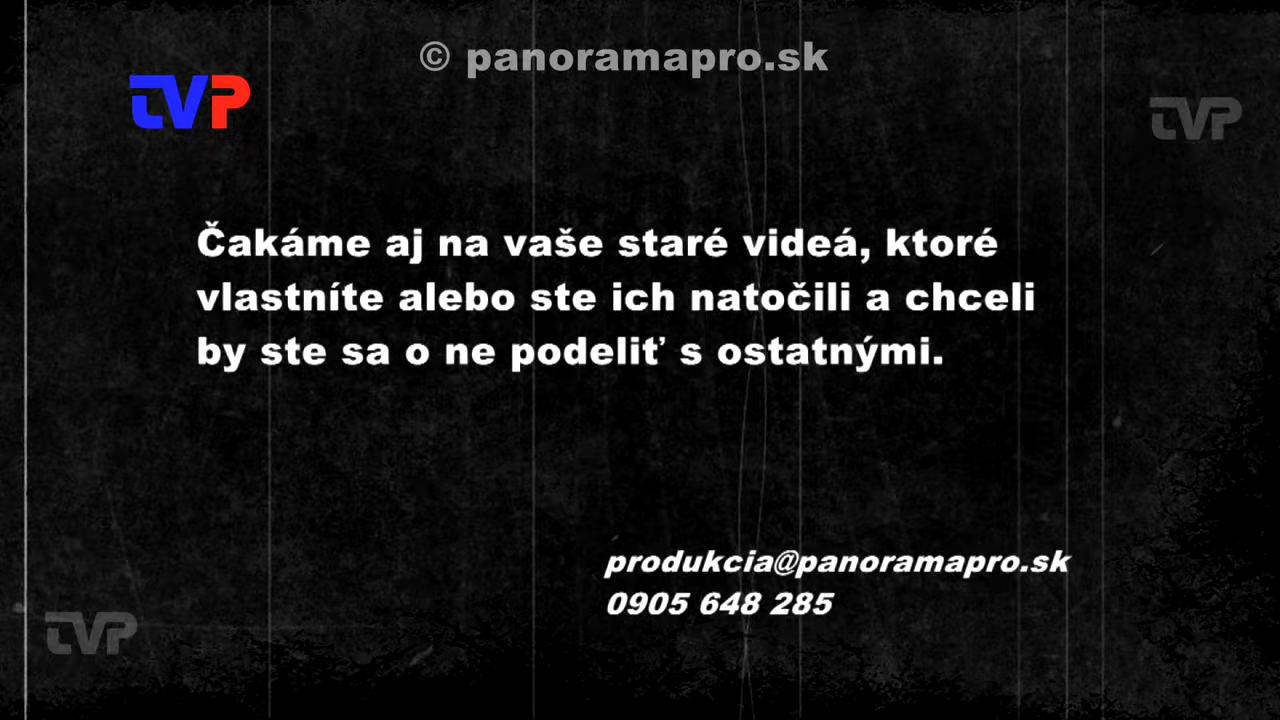 © panoramapro.sk
TVP
TVP
Čakáme aj na vaše staré videá, ktoré
vlastníte alebo ste ich natočili a chceli
by ste sa o ne podeliť s ostatnými.
produkcia@panoramapro.sk
0905 648 285
TVP